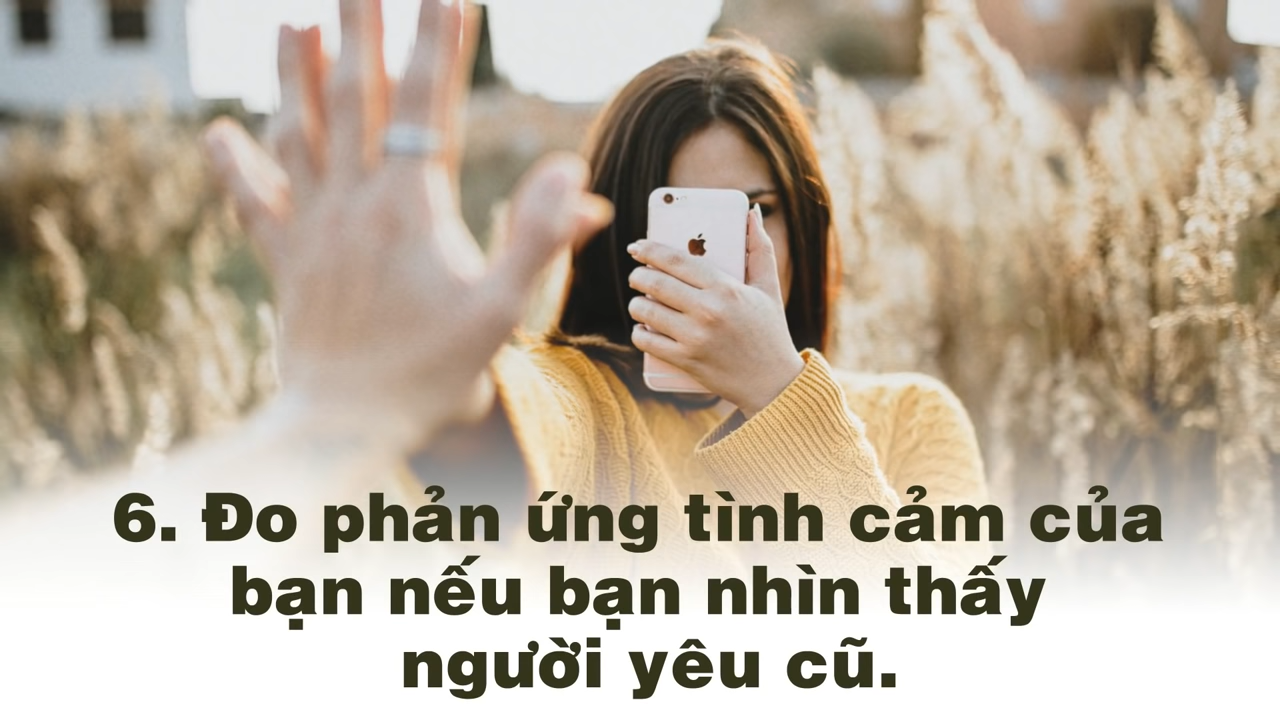 6. Đo phản ứng tình cảm của
bạn nếu bạn nhìn thấy
người yêu cũ.